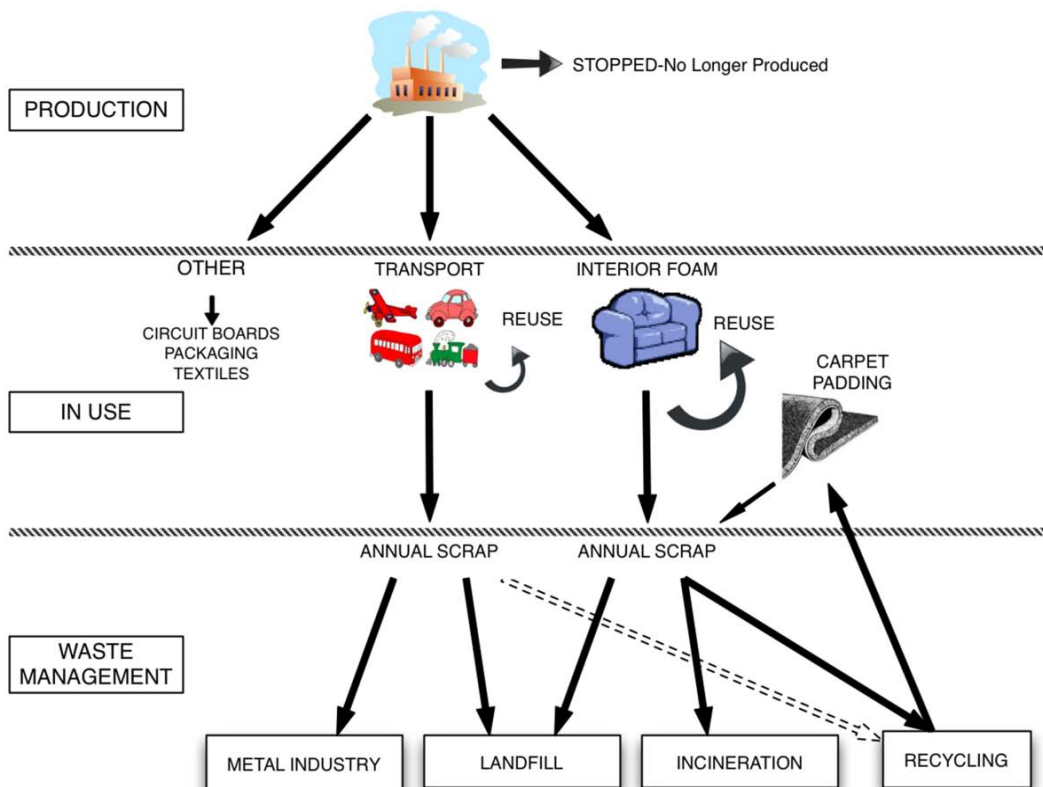 STOPPED-No Longer Produced
PRODUCTION
OTHER
TRANSPORT
INTERIOR FOAM
CIRCUIT BOARDS
PACKAGING
TEXTILES
REUSE
REUSE
CARPET
PADDING
IN USE
ANNUAL SCRAP
ANNUAL SCRAP
WASTE
MANAGEMENT
METAL INDUSTRY
LANDFILL
INCINERATION
RECYCLING